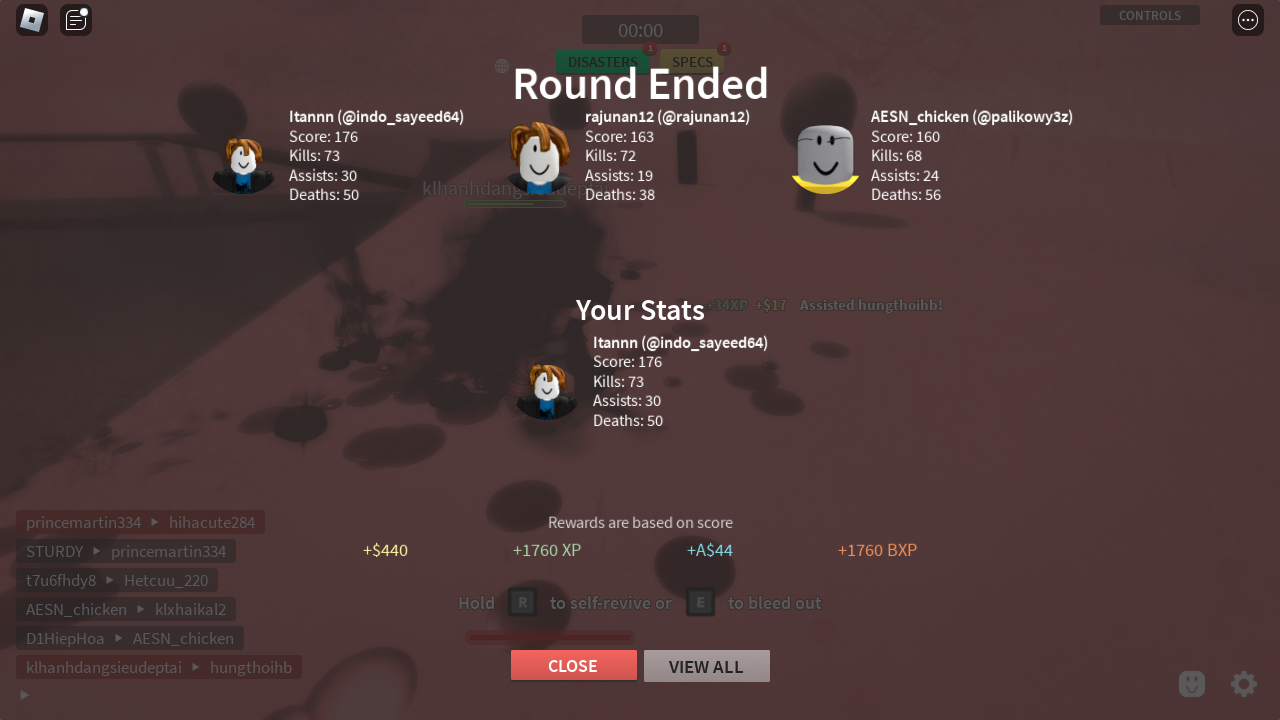 00:00
CONTROLS
DISASTERS
1
SPECS
1
Round Ended
Itannn (@indo_sayeed64)
Score: 176
Kills: 73
Assists: 30
Deaths: 50
rajunan12 (@rajunan12)
Score: 163
Kills: 72
Assists: 19
Deaths: 38
AESN_chicken (@palikowy3z)
Score: 160
Kills: 68
Assists: 24
Deaths: 56
+34XP +$17 Assisted hungthoihb!
Your Stats
Itannn (@indo_sayeed64)
Score: 176
Kills: 73
Assists: 30
Deaths: 50
Rewards are based on score
+$440
+1760 XP
+A$44
+1760 BXP
Hold R to self-revive or E to bleed out
princemartin334 ▶ hihacute284
STURDY ▶ princemartin334
t7u6fhdy8 ▶ Hetcuu_220
AESN_chicken ▶ klxhaikal2
D1HiepHoa ▶ AESN_chicken
klhanhdangsieudeptai ▶ hungthoihb
CLOSE
VIEW ALL